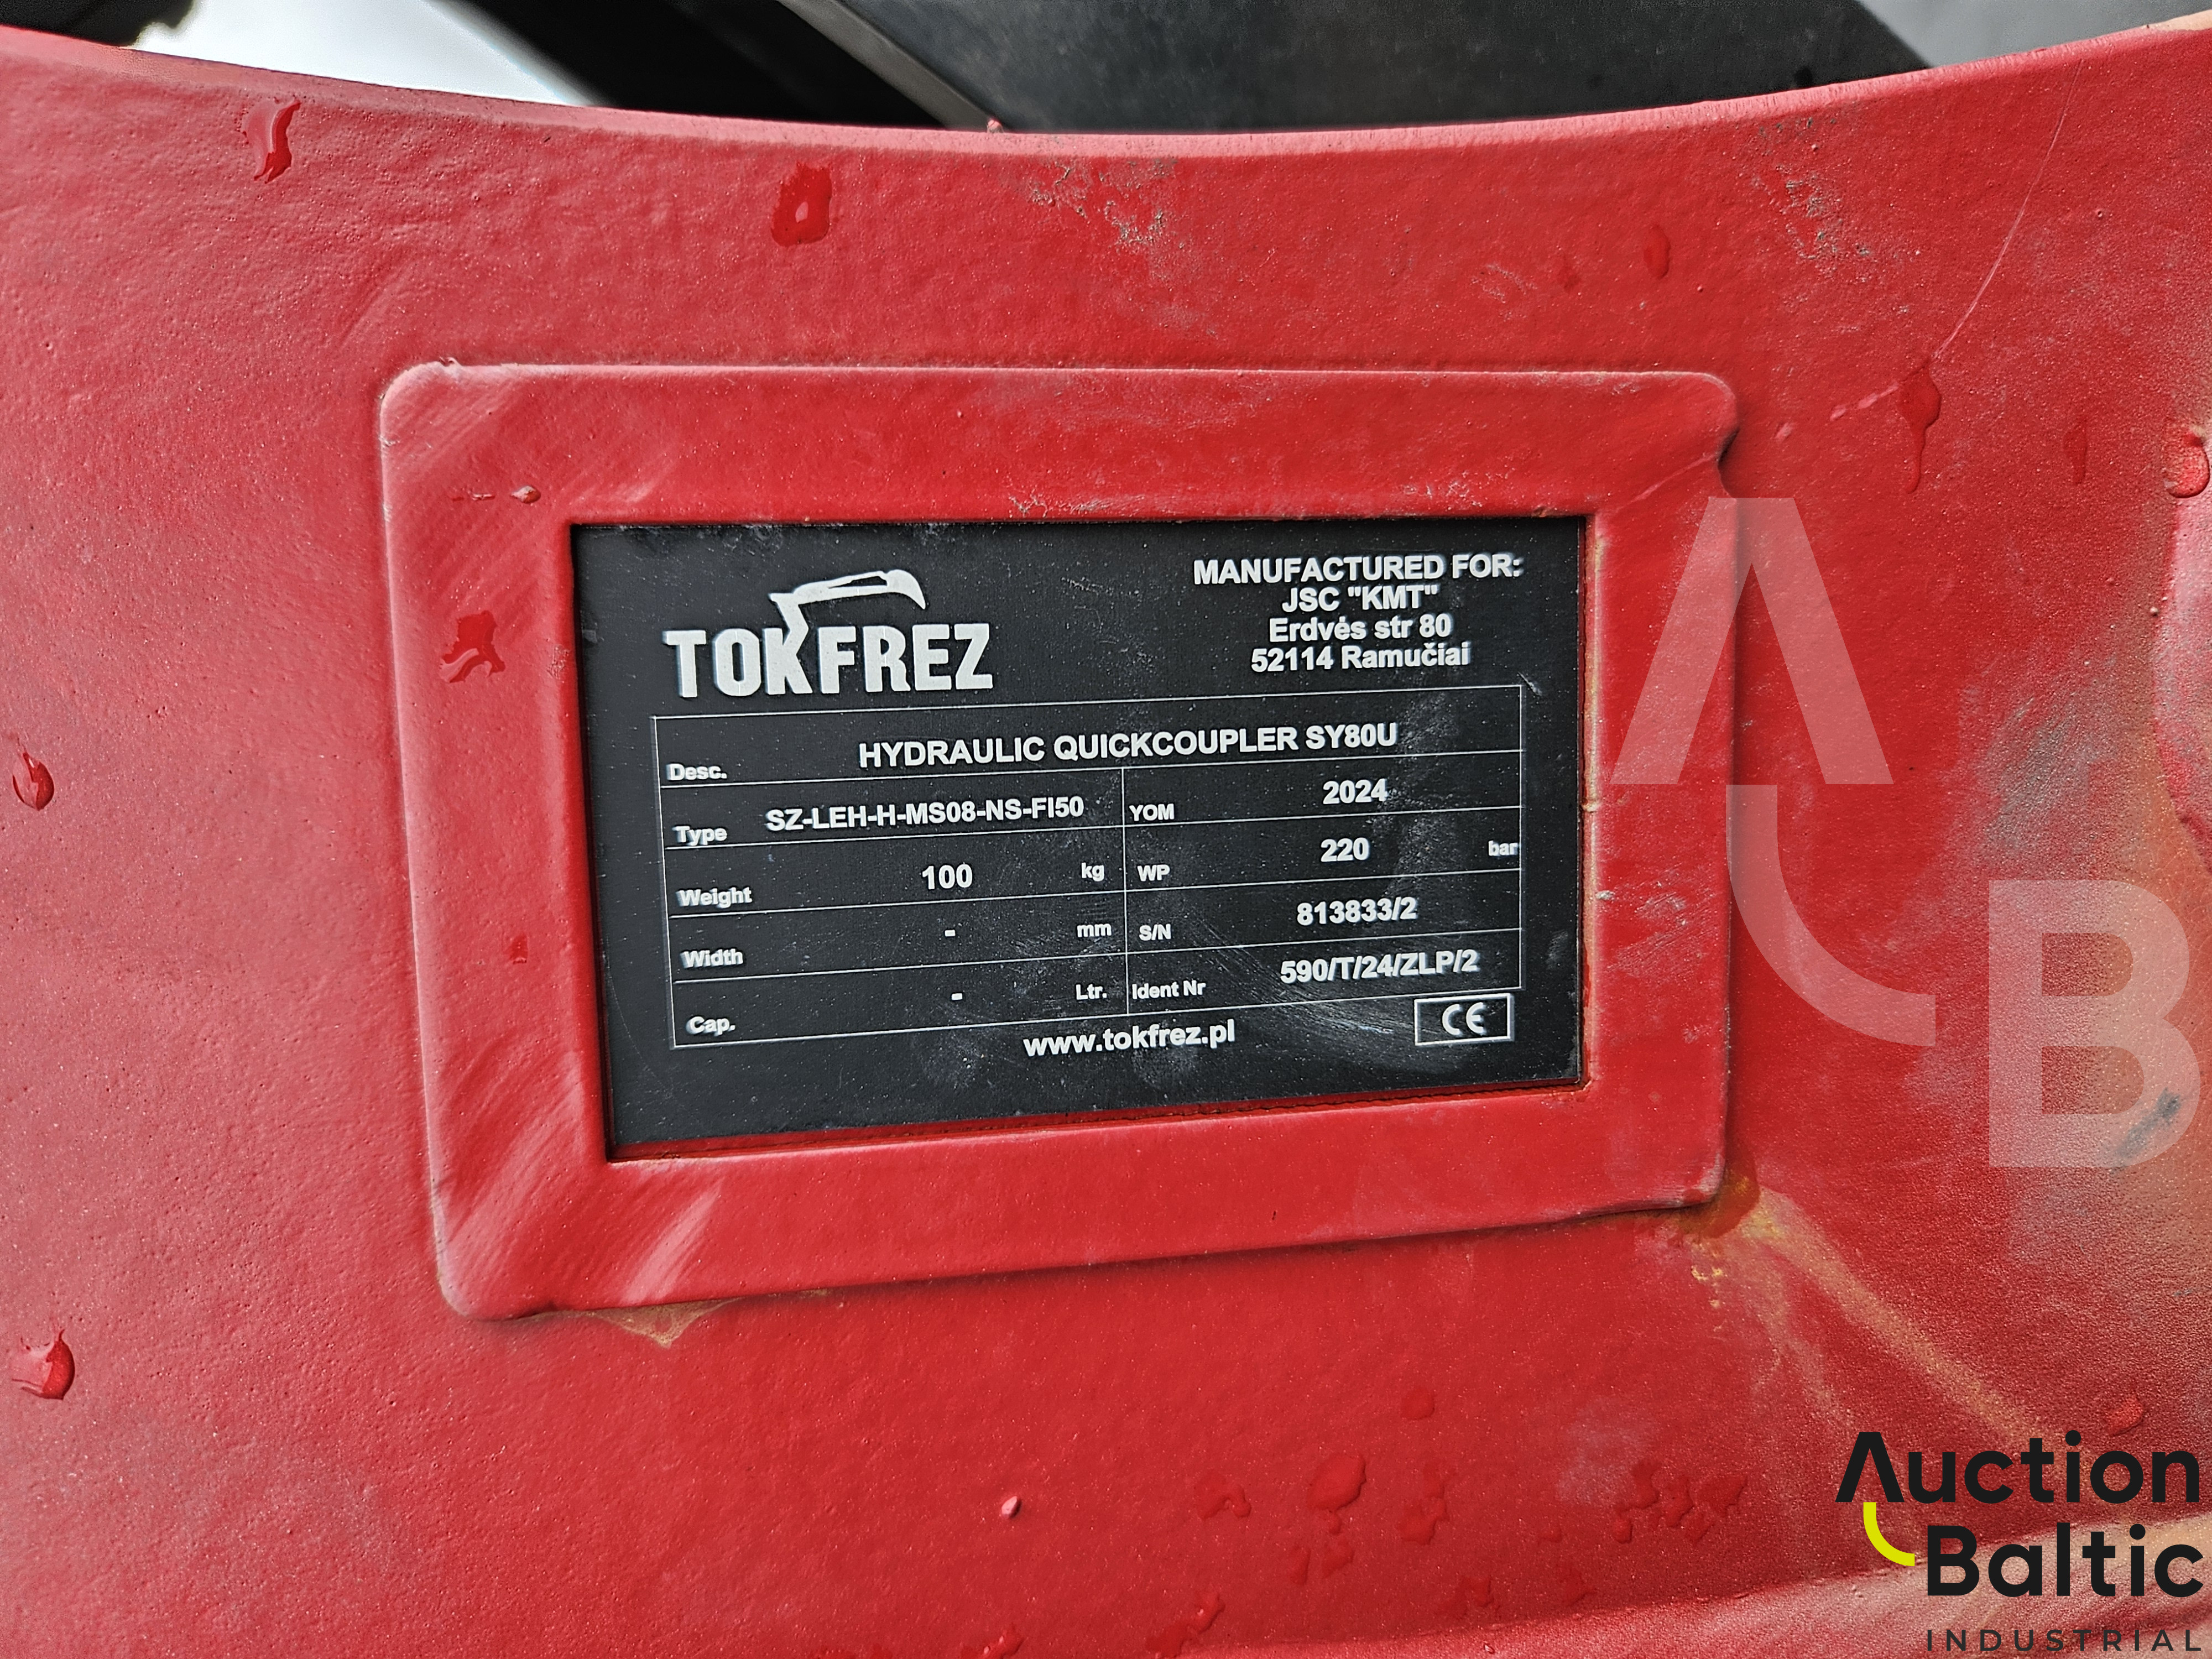 TOKFREZ
MANUFACTURED FOR:
JSC "KMT"
Erdvės str 80
52114 Ramučiai
Desc. HYDRAULIC QUICKCOUPLER SY80U
Type SZ-LEH-H-MS08-NS-FI50 YOM 2024
Weight 100 kg WP 220 bar
Width - mm S/N 813833/2
Cap. - Ltr. Ident Nr 590/T/24/ZLP/2
www.tokfrez.pl CE
AB
Auction
Baltic
INDUSTRIAL